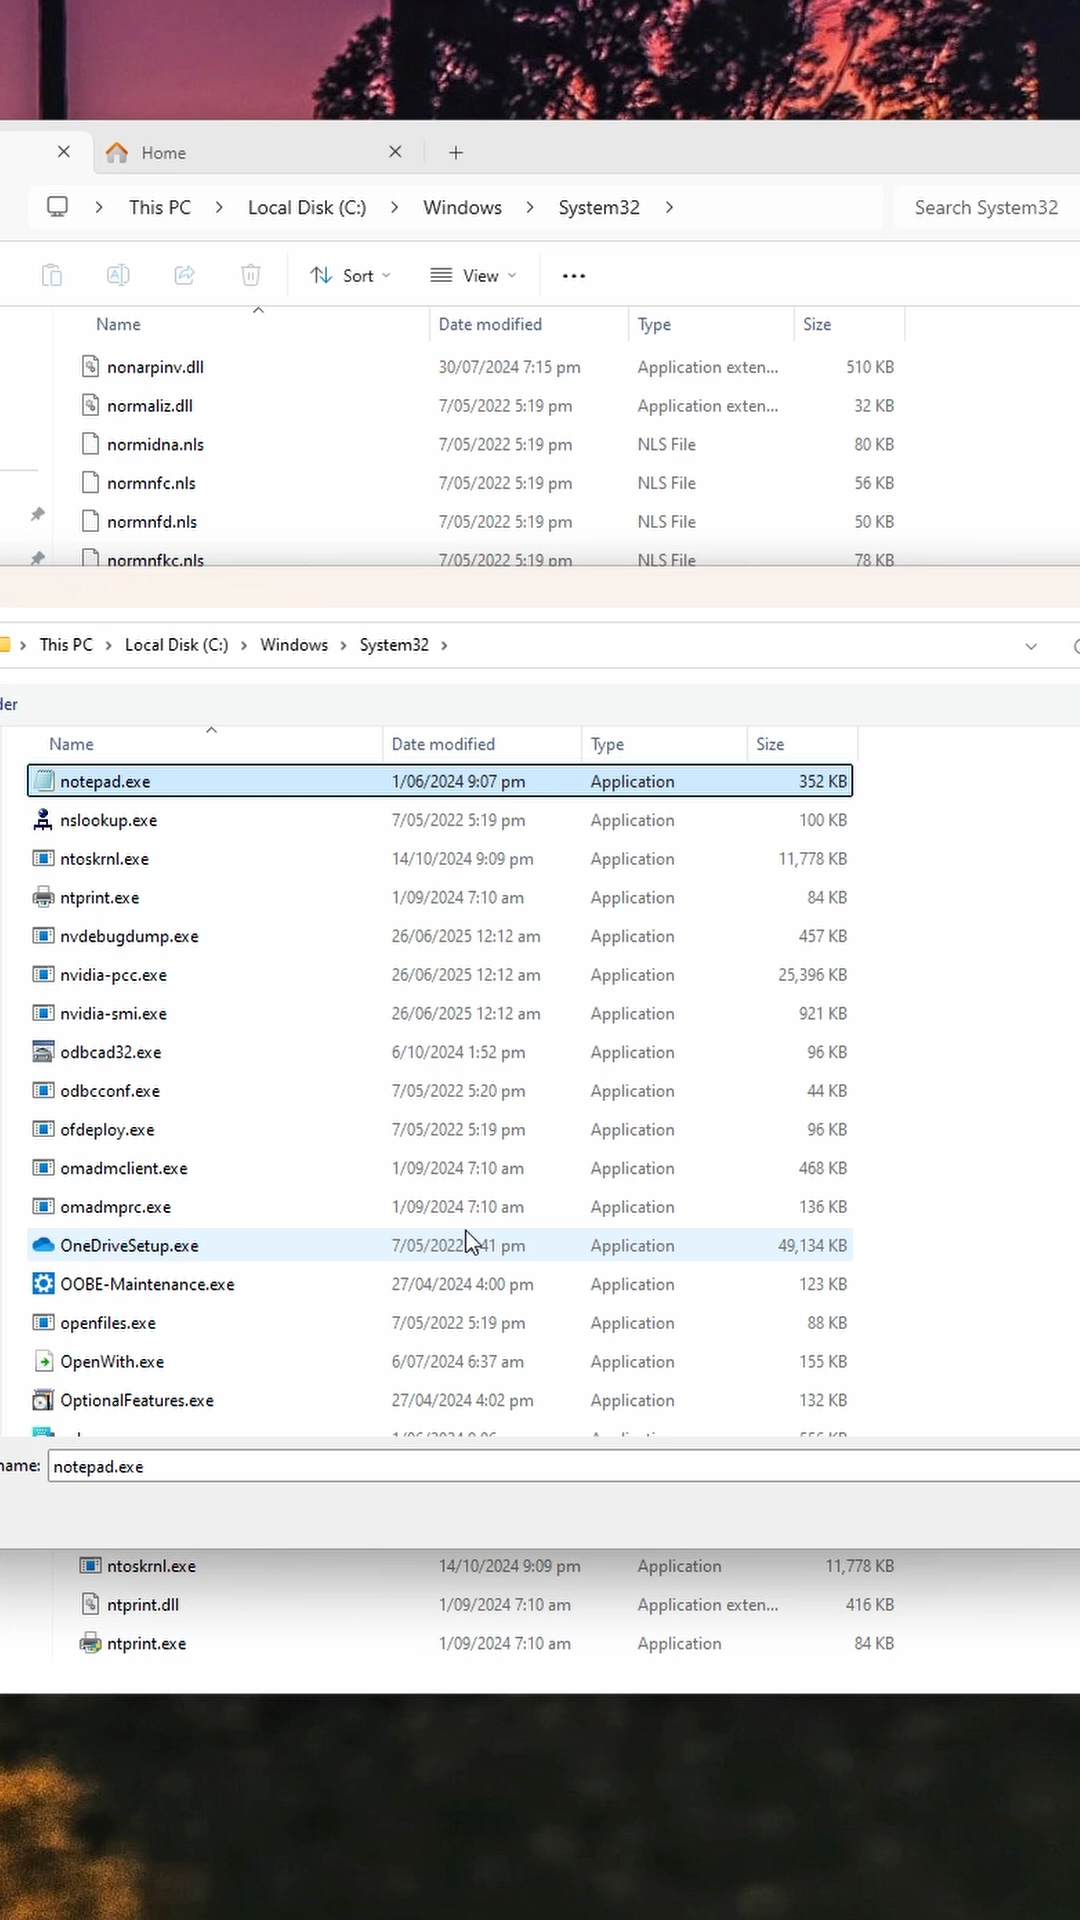 Home
This PC > Local Disk (C:) > Windows > System32 >
Search System32
Sort
View
Name Date modified Type Size
nonarpinv.dll 30/07/2024 7:15 pm Application exten... 510 KB
normaliz.dll 7/05/2022 5:19 pm Application exten... 32 KB
normidna.nls 7/05/2022 5:19 pm NLS File 80 KB
normnfc.nls 7/05/2022 5:19 pm NLS File 56 KB
normnfd.nls 7/05/2022 5:19 pm NLS File 50 KB
normnfkc.nls 7/05/2022 5:19 pm NLS File 78 KB
This PC > Local Disk (C:) > Windows > System32 >
der
Name Date modified Type Size
notepad.exe 1/06/2024 9:07 pm Application 352 KB
nslookup.exe 7/05/2022 5:19 pm Application 100 KB
ntoskrnl.exe 14/10/2024 9:09 pm Application 11,778 KB
ntprint.exe 1/09/2024 7:10 am Application 84 KB
nvdebugdump.exe 26/06/2025 12:12 am Application 457 KB
nvidia-pcc.exe 26/06/2025 12:12 am Application 25,396 KB
nvidia-smi.exe 26/06/2025 12:12 am Application 921 KB
odbcad32.exe 6/10/2024 1:52 pm Application 96 KB
odbcconf.exe 7/05/2022 5:20 pm Application 44 KB
ofdeploy.exe 7/05/2022 5:19 pm Application 96 KB
omadmclient.exe 1/09/2024 7:10 am Application 468 KB
omadmprc.exe 1/09/2024 7:10 am Application 136 KB
OneDriveSetup.exe 7/05/2022 41 pm Application 49,134 KB
OOBE-Maintenance.exe 27/04/2024 4:00 pm Application 123 KB
openfiles.exe 7/05/2022 5:19 pm Application 88 KB
OpenWith.exe 6/07/2024 6:37 am Application 155 KB
OptionalFeatures.exe 27/04/2024 4:02 pm Application 132 KB
name: notepad.exe
ntoskrnl.exe 14/10/2024 9:09 pm Application 11,778 KB
ntprint.dll 1/09/2024 7:10 am Application exten... 416 KB
ntprint.exe 1/09/2024 7:10 am Application 84 KB